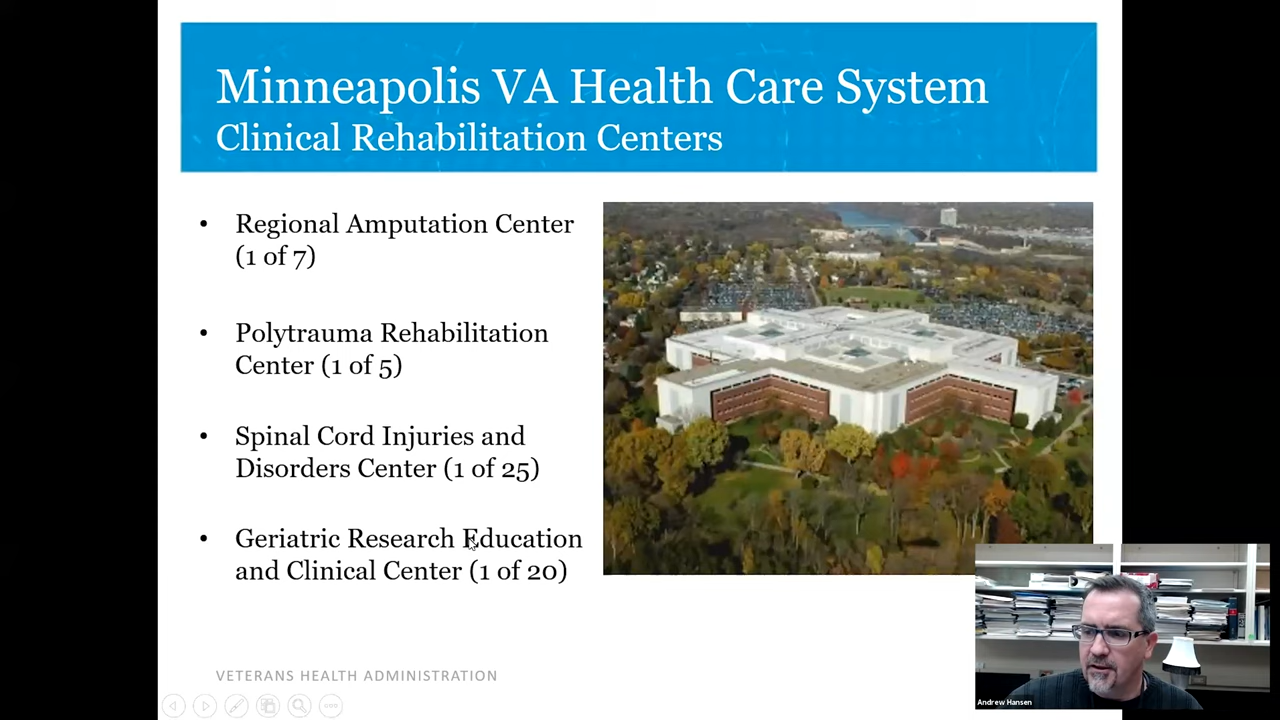 Minneapolis VA Health Care System
Clinical Rehabilitation Centers
• Regional Amputation Center
(1 of 7)
• Polytrauma Rehabilitation
Center (1 of 5)
• Spinal Cord Injuries and
Disorders Center (1 of 25)
• Geriatric Research Education
and Clinical Center (1 of 20)
VETERANS HEALTH ADMINISTRATION
Andrew Hansen